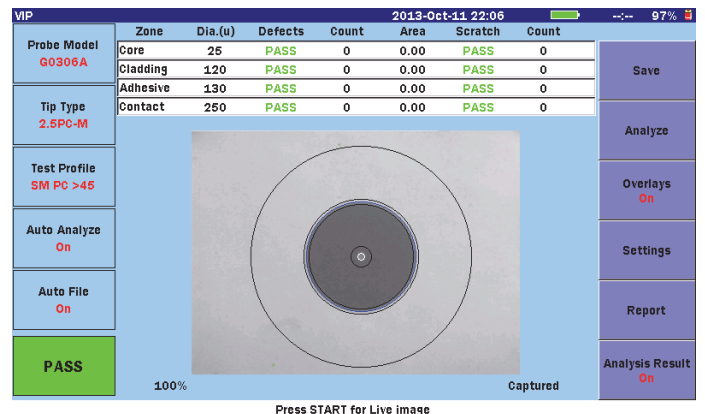 VIP 2013-Oct-11 22:06 --:-- 97%
Zone Dia.(u) Defects Count Area Scratch Count
Core 25 PASS 0 0.00 PASS 0
Cladding 120 PASS 0 0.00 PASS 0
Adhesive 130 PASS 0 0.00 PASS 0
Contact 250 PASS 0 0.00 PASS 0
Probe Model
G0306A
Tip Type
2.5PC-M
Test Profile
SM PC >45
Auto Analyze
On
Auto File
On
PASS
100% Captured
Press START for Live image
Save
Analyze
Overlays
On
Settings
Report
Analysis Result
On